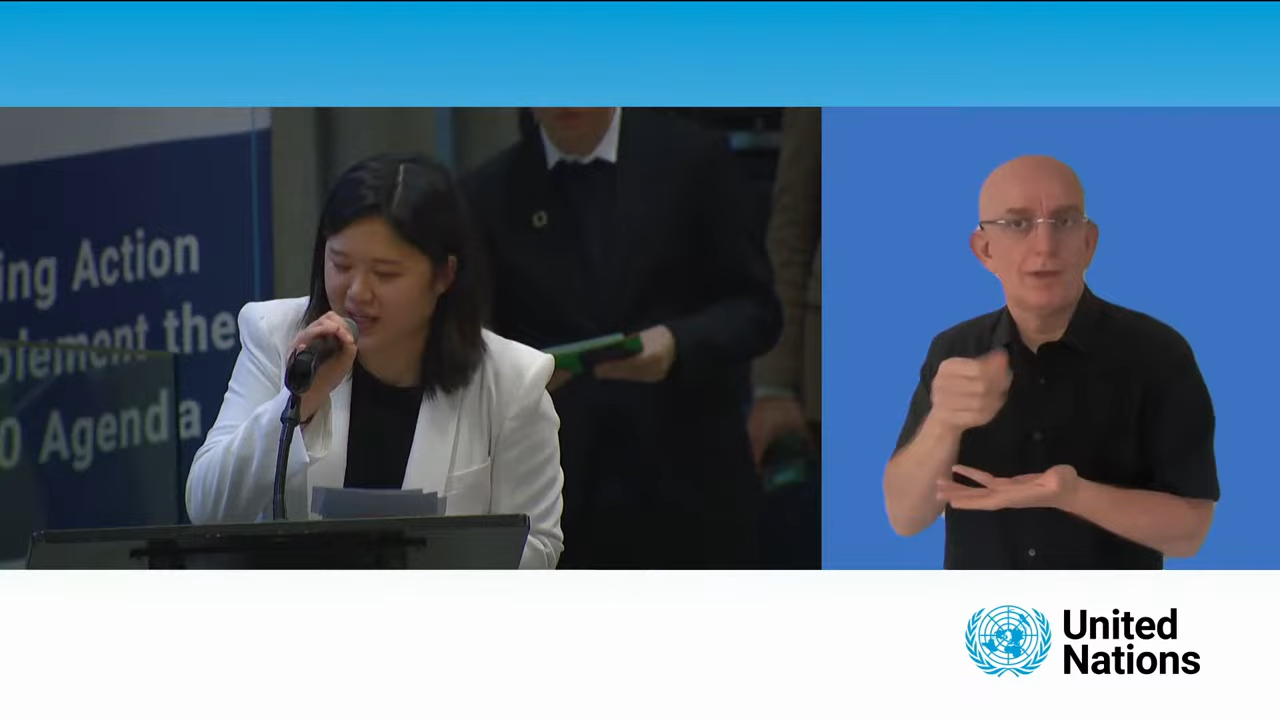 ing Action
plement the
0 Agenda
United
Nations